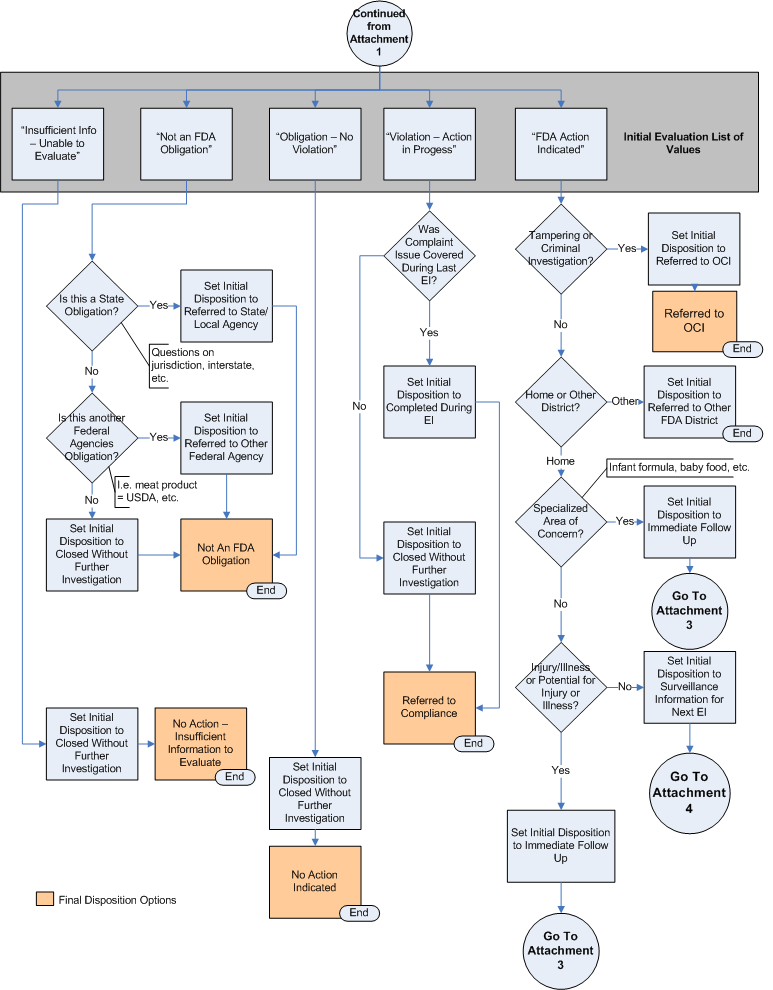 Continued
from
Attachment
1
"Insufficient Info
– Unable to
Evaluate"
"Not an FDA
Obligation"
"Obligation – No
Violation"
"Violation – Action
in Progess"
"FDA Action
Indicated"
Initial Evaluation List of
Values
Is this a State
Obligation?
Yes
Set Initial
Disposition to
Referred to State/
Local Agency
Questions on
jurisdiction, interstate,
etc.
No
Is this another
Federal
Agencies
Obligation?
Yes
Set Initial
Disposition to
Referred to Other
Federal Agency
I.e. meat product
= USDA, etc.
No
Set Initial
Disposition to
Closed Without
Further
Investigation
Not An FDA
Obligation
End
Set Initial
Disposition to
Closed Without
Further
Investigation
No Action –
Insufficient
Information to
Evaluate
End
Set Initial
Disposition to
Closed Without
Further
Investigation
No Action
Indicated
End
Was
Complaint
Issue Covered
During Last
EI?
Yes
No
Set Initial
Disposition to
Completed During
EI
Set Initial
Disposition to
Closed Without
Further
Investigation
Referred to
Compliance
End
Tampering or
Criminal
Investigation?
Yes
Set Initial
Disposition to
Referred to OCI
Referred to
OCI
End
No
Home or Other
District?
Other
Set Initial
Disposition to
Referred to Other
FDA District
End
Home
Infant formula, baby food, etc.
Specialized
Area of
Concern?
Yes
Set Initial
Disposition to
Immediate Follow
Up
Go To
Attachment
3
No
Injury/Illness
or Potential for
Injury or
Illness?
No
Set Initial
Disposition to
Surveillance
Information for
Next EI
Go To
Attachment
4
Yes
Set Initial Disposition
to Immediate Follow
Up
Go To
Attachment
3
Final Disposition Options